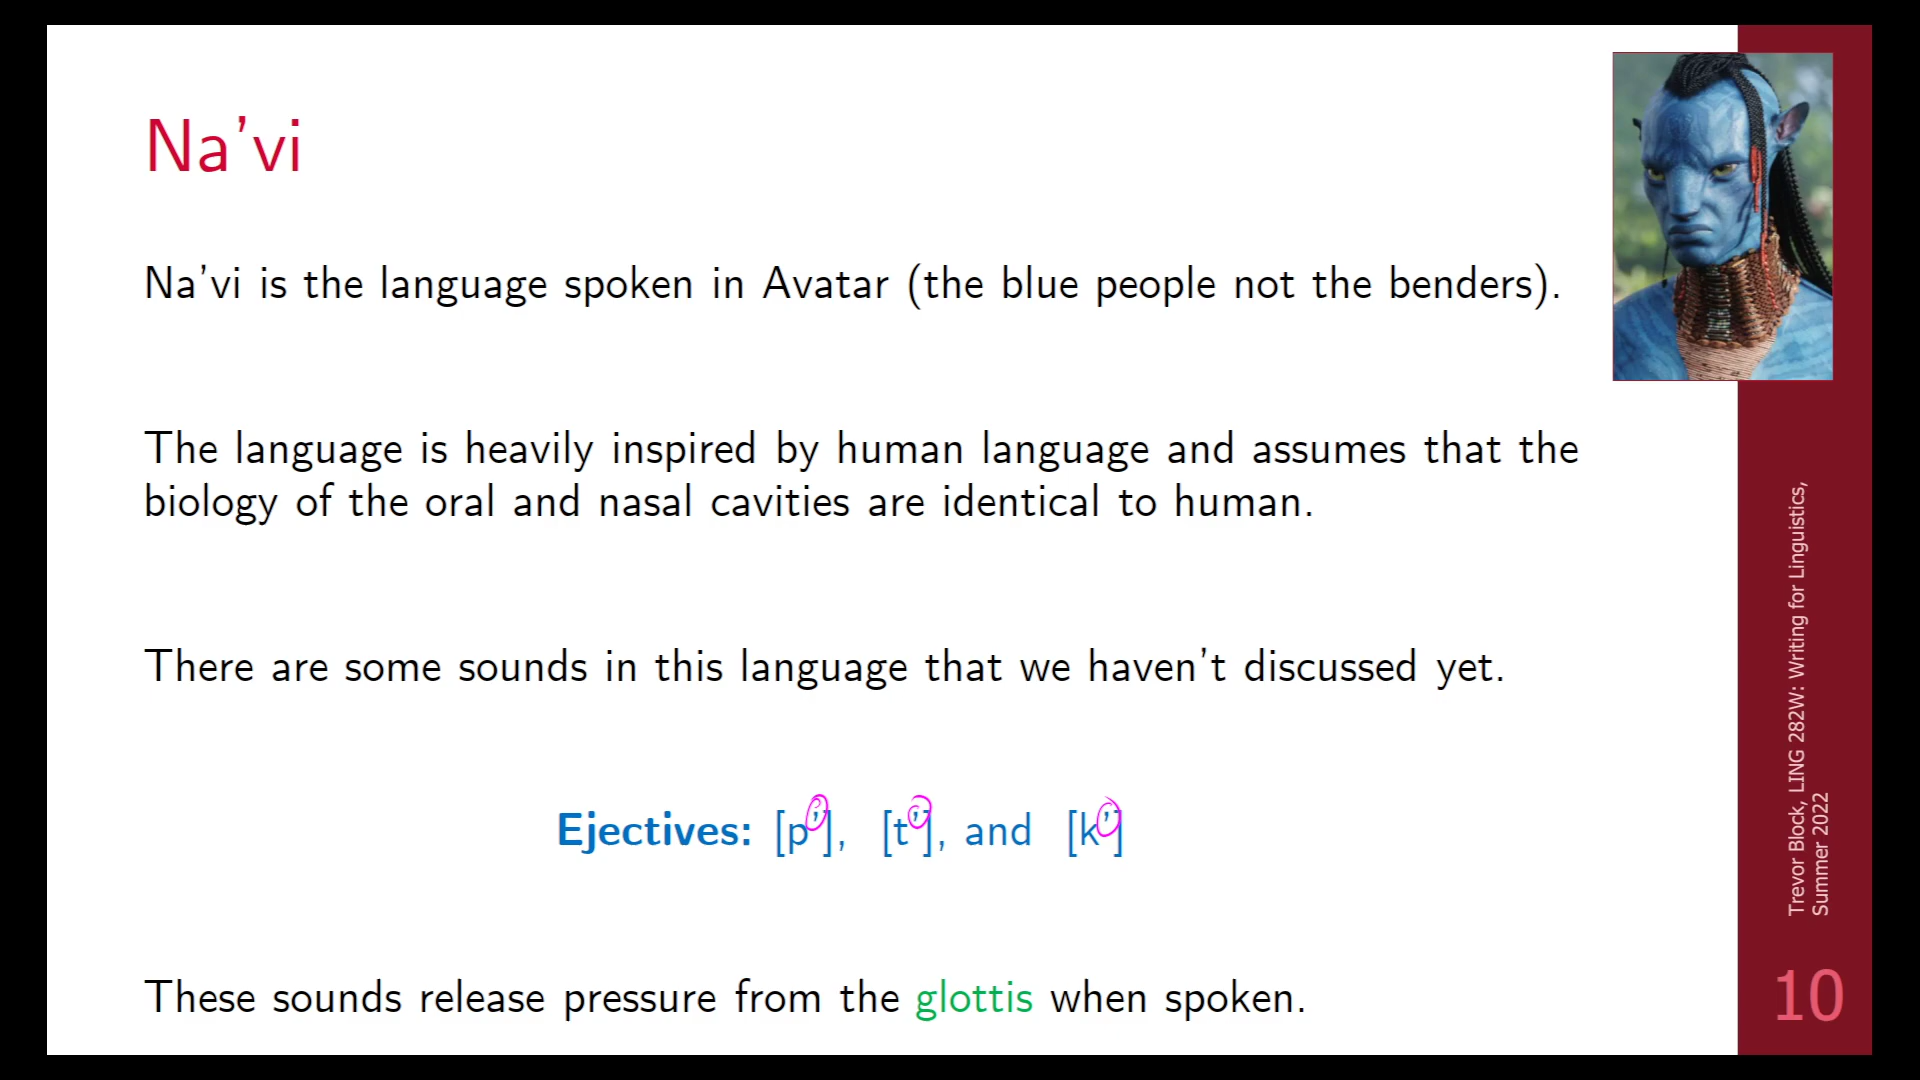 Na’vi
Na’vi is the language spoken in Avatar (the blue people not the benders).
The language is heavily inspired by human language and assumes that the
biology of the oral and nasal cavities are identical to human.
There are some sounds in this language that we haven’t discussed yet.
Ejectives: [p’], [t’], and [k’]
These sounds release pressure from the glottis when spoken.
Trevor Block, LING 282W: Writing for Linguistics,
Summer 2022
10